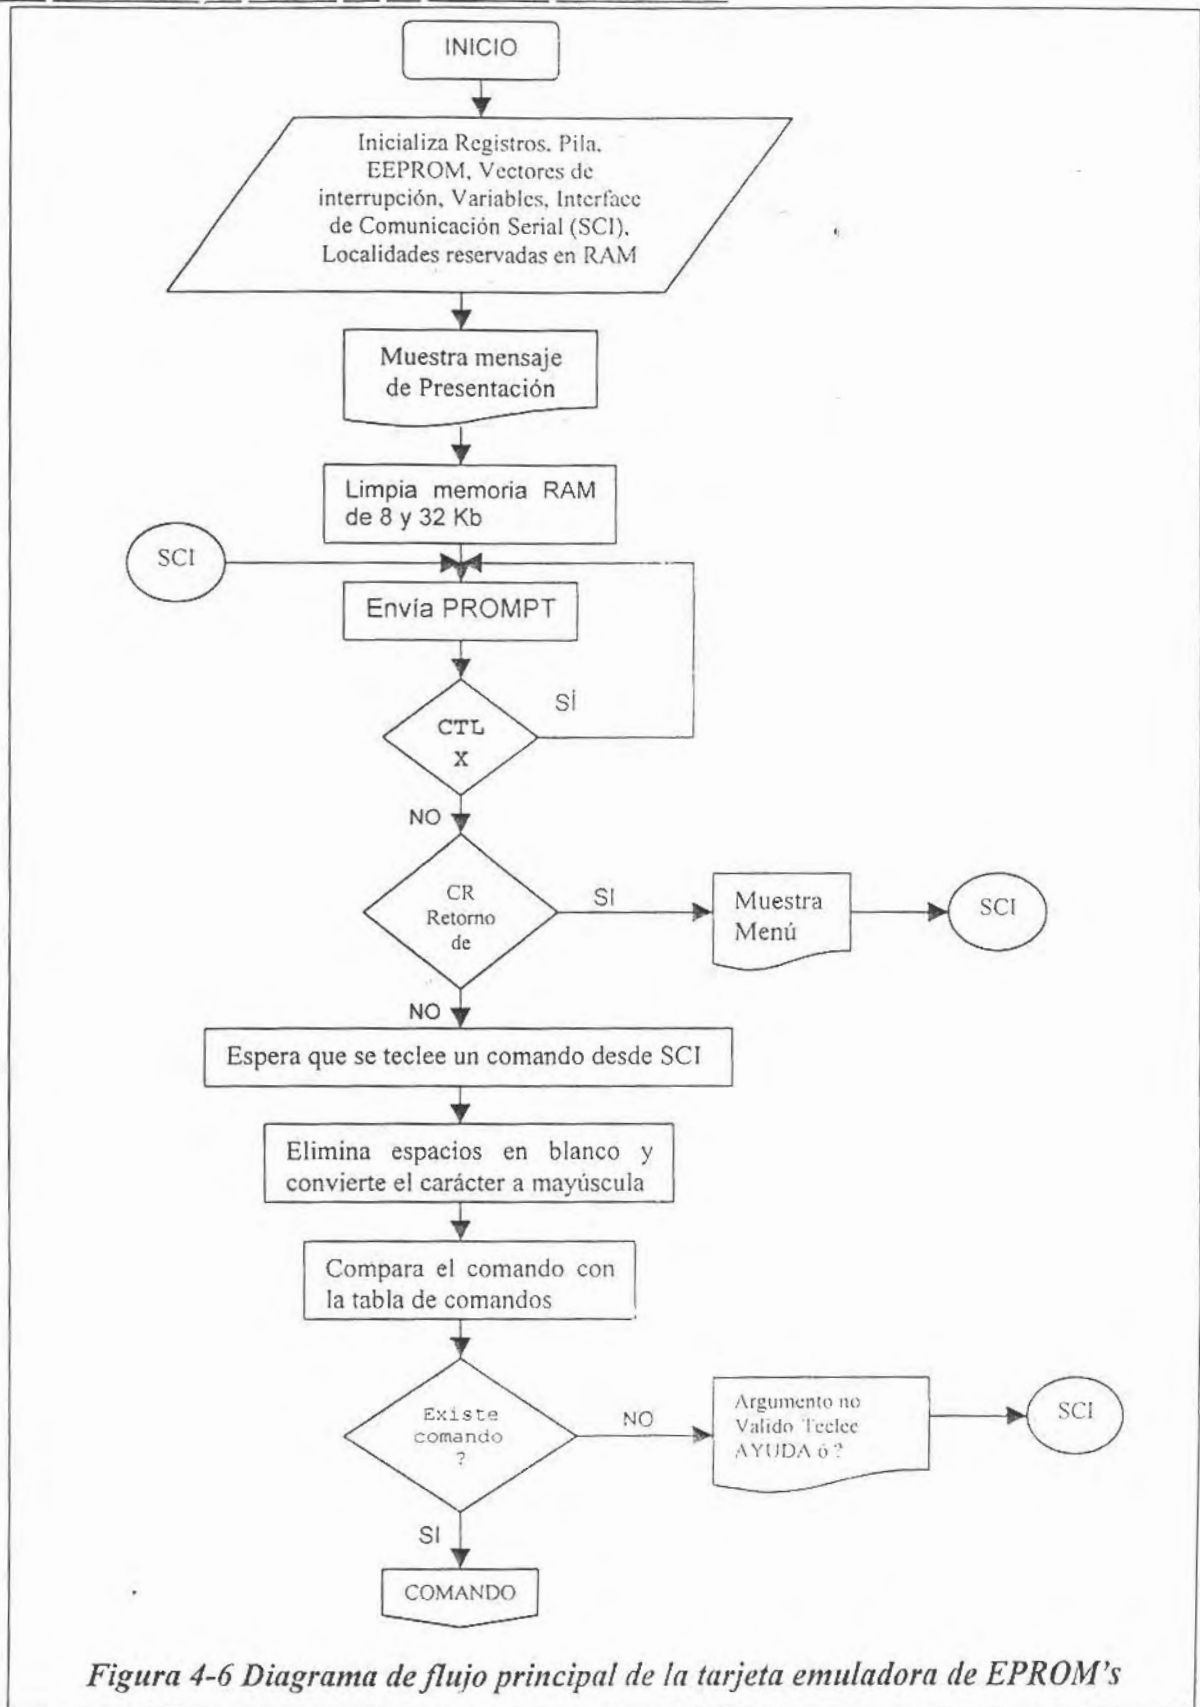 INICIO
Inicializa Registros, Pila,
EEPROM, Vectores de
interrupción, Variables, Interface
de Comunicación Serial (SCI),
Localidades reservadas en RAM
Muestra mensaje
de Presentación
Limpia memoria RAM
de 8 y 32 Kb
SCI
Envía PROMPT
CTL
X
SÍ
NO
CR
Retorno
de
SI
Muestra
Menú
SCI
NO
Espera que se teclee un comando desde SCI
Elimina espacios en blanco y
convierte el carácter a mayúscula
Compara el comando con
la tabla de comandos
Existe
comando
?
NO
Argumento no
Valido Teclee
AYUDA ó ?
SCI
SI
COMANDO
Figura 4-6 Diagrama de flujo principal de la tarjeta emuladora de EPROM's